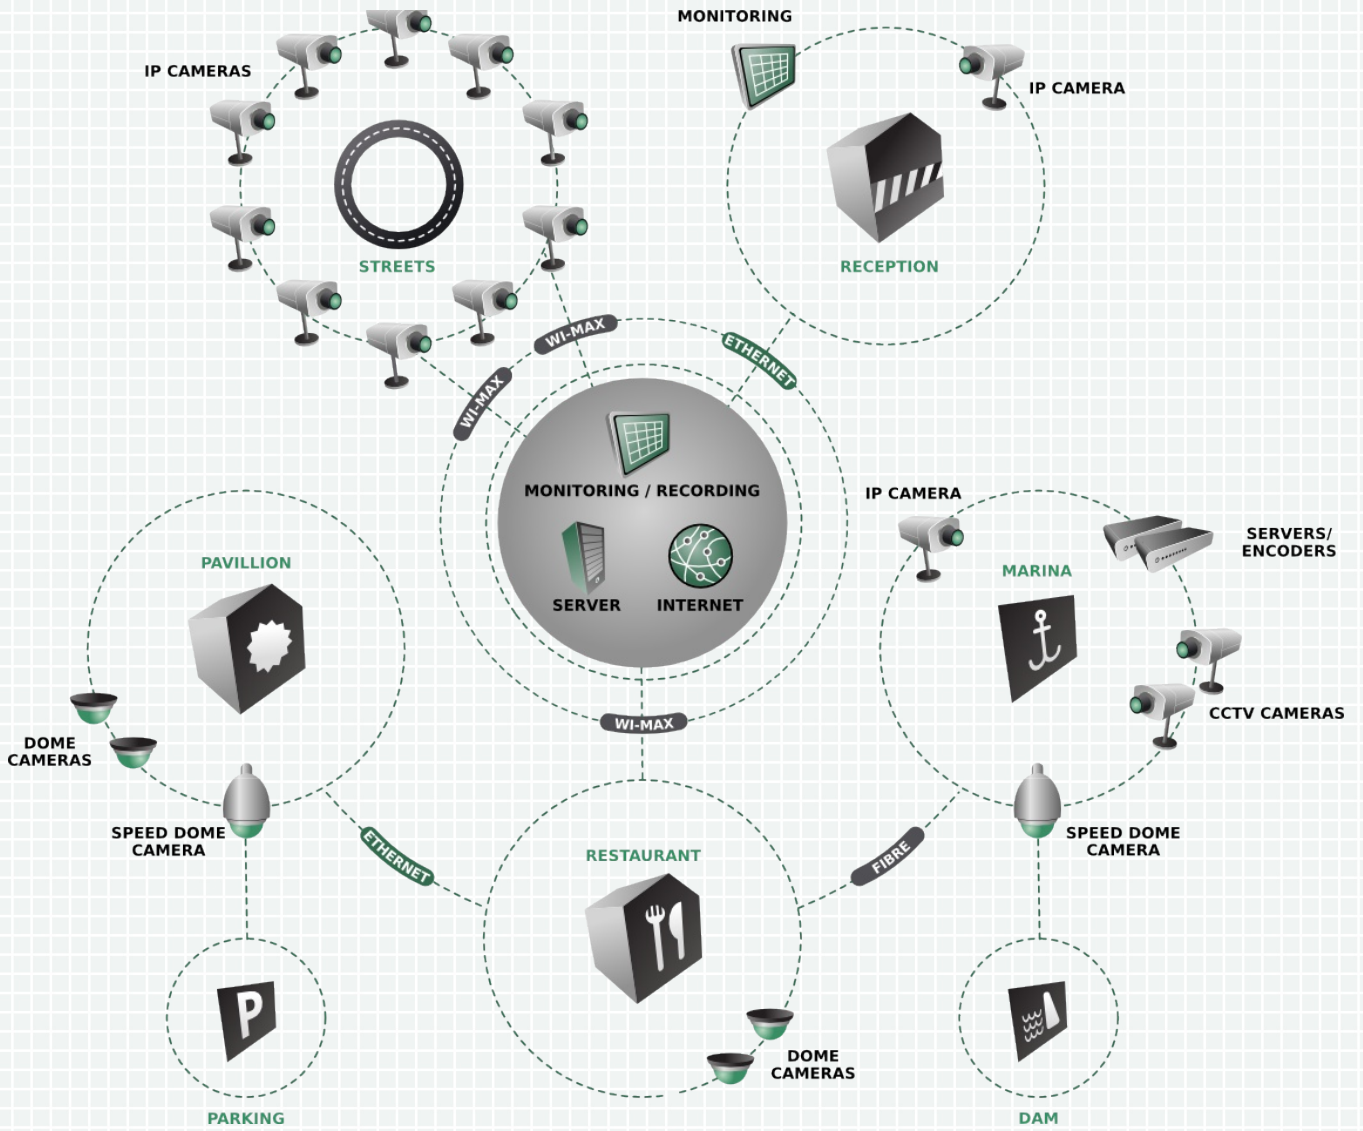 MONITORING
IP CAMERAS
IP CAMERA
STREETS
RECEPTION
WI-MAX
ETHERNET
WI-MAX
MONITORING / RECORDING
SERVER
INTERNET
IP CAMERA
SERVERS/
ENCODERS
PAVILLION
MARINA
CCTV CAMERAS
WI-MAX
DOME
CAMERAS
SPEED DOME
CAMERA
SPEED DOME
CAMERA
ETHERNET
RESTAURANT
FIBRE
P
DOME
CAMERAS
PARKING
DAM